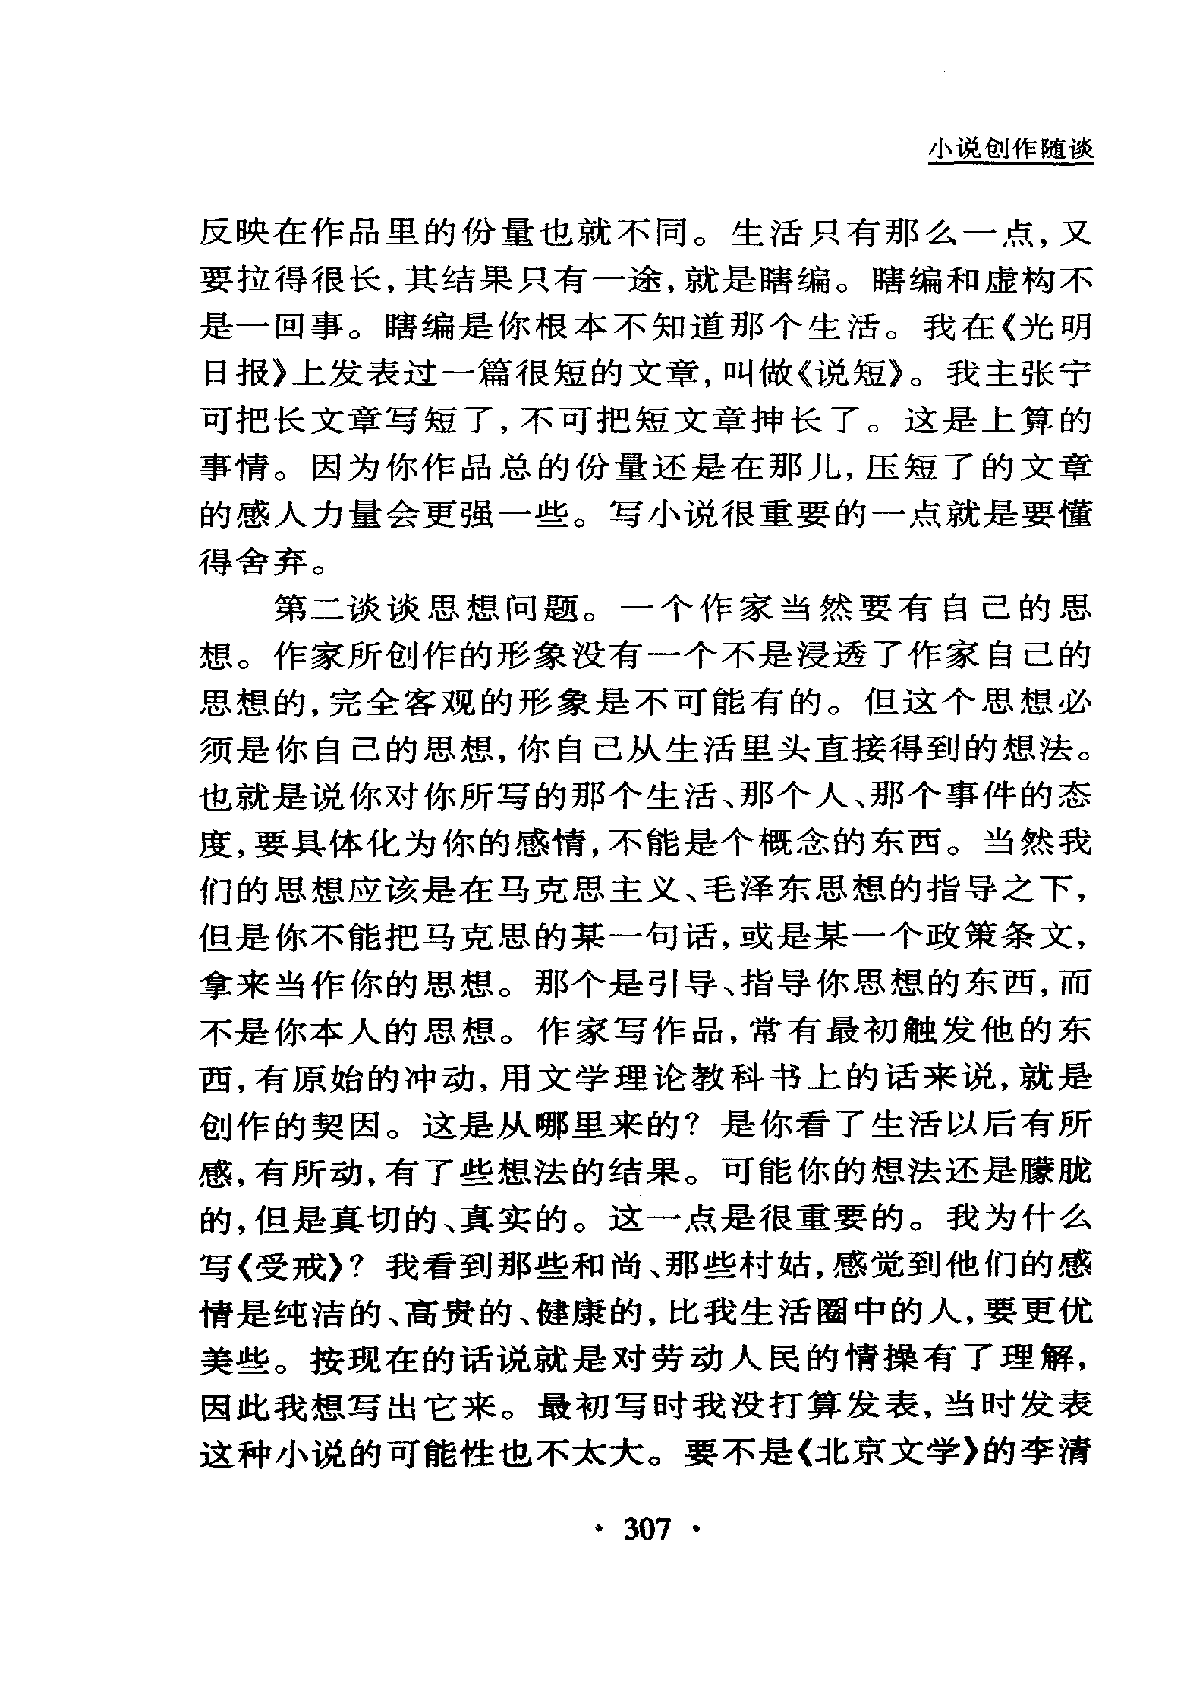 小说创作随谈
反映在作品里的份量也就不同。生活只有那么一点,又
要拉得很长,其结果只有一途,就是瞎编。瞎编和虚构不
是一回事。瞎编是你根本不知道那个生活。我在《光明
日报》上发表过一篇很短的文章,叫做《说短》。我主张宁
可把长文章写短了,不可把短文章抻长了。这是上算的
事情。因为你作品总的份量还是在那儿,压短了的文章
的感人力量会更强一些。写小说很重要的一点就是要懂
得舍弃。
第二谈谈思想问题。一个作家当然要有自己的思
想。作家所创作的形象没有一个不是浸透了作家自己的
思想的,完全客观的形象是不可能有的。但这个思想必
须是你自己的思想,你自己从生活里头直接得到的想法。
也就是说你对你所写的那个生活、那个人、那个事件的态
度,要具体化为你的感情,不能是个概念的东西。当然我
们的思想应该是在马克思主义、毛泽东思想的指导之下,
但是你不能把马克思的某一句话,或是某一个政策条文,
拿来当作你的思想。那个是引导、指导你思想的东西,而
不是你本人的思想。作家写作品,常有最初触发他的东
西,有原始的冲动,用文学理论教科书上的话来说,就是
创作的契因。这是从哪里来的? 是你看了生活以后有所
感,有所动,有了些想法的结果。可能你的想法还是朦胧
的,但是真切的、真实的。这一点是很重要的。我为什么
写《受戒》? 我看到那些和尚、那些村姑,感觉到他们的感
情是纯洁的、高贵的、健康的,比我生活圈中的人,要更优
美些。按现在的话说就是对劳动人民的情操有了理解,
因此我想写出它来。最初写时我没打算发表,当时发表
这种小说的可能性也不太大。要不是《北京文学》的李清
· 307 ·